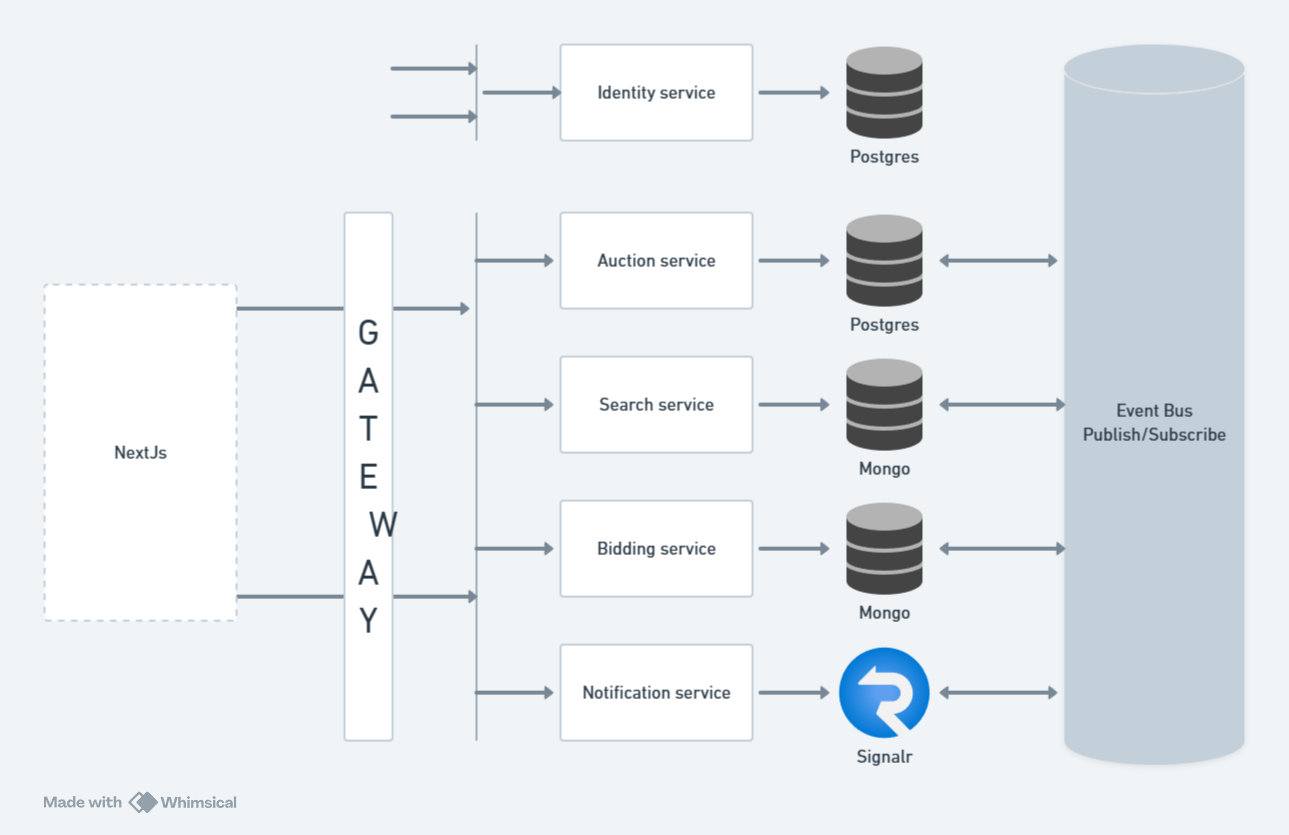 Identity service
Postgres
Auction service
Postgres
NextJs
G
A
T
E
W
A
Y
Search service
Mongo
Event Bus
Publish/Subscribe
Bidding service
Mongo
Notification service
Signalr
Made with Whimsical